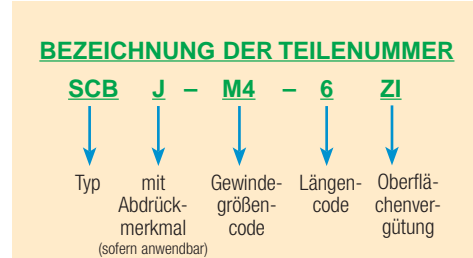 BEZEICHNUNG DER TEILENUMMER
SCB J – M4 – 6 ZI
Typ mit Gewinde- Längen- Oberflä-
Abdrück- größen- code chenver-
merkmal code gütung
(sofern anwendbar)